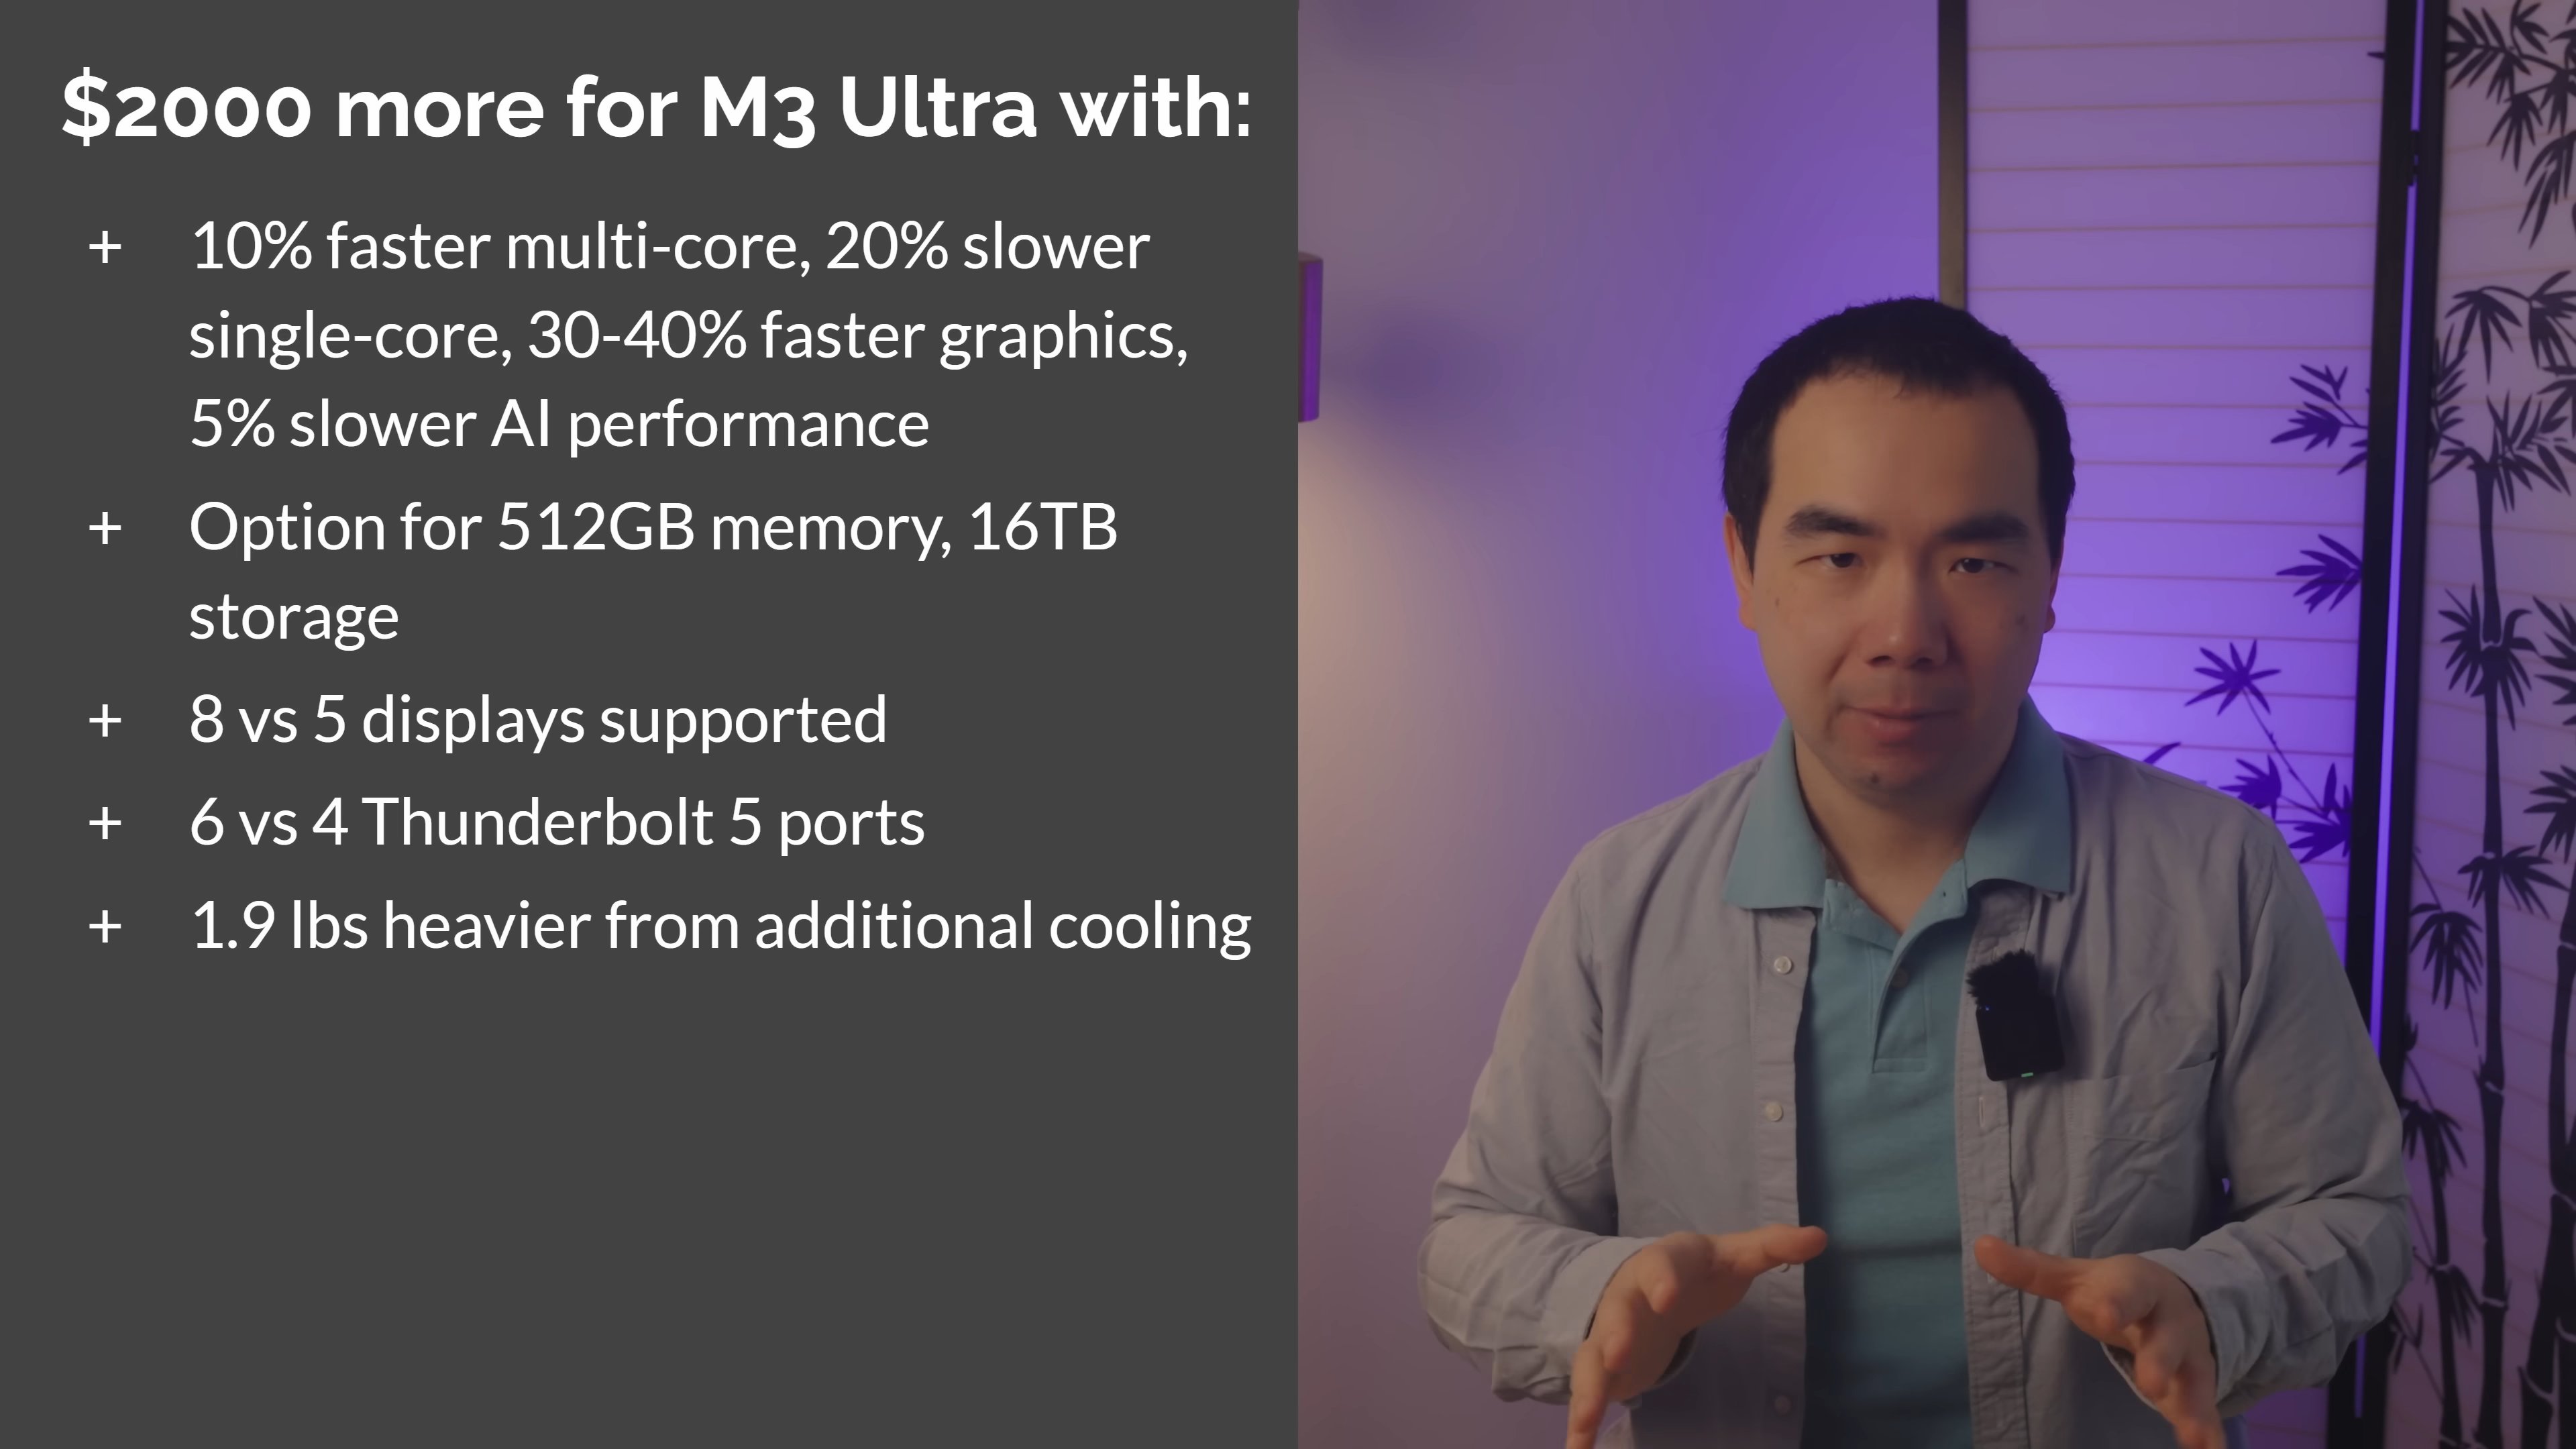 $2000 more for M3 Ultra with:
+ 10% faster multi-core, 20% slower
single-core, 30-40% faster graphics,
5% slower AI performance
+ Option for 512GB memory, 16TB
storage
+ 8 vs 5 displays supported
+ 6 vs 4 Thunderbolt 5 ports
+ 1.9 lbs heavier from additional cooling